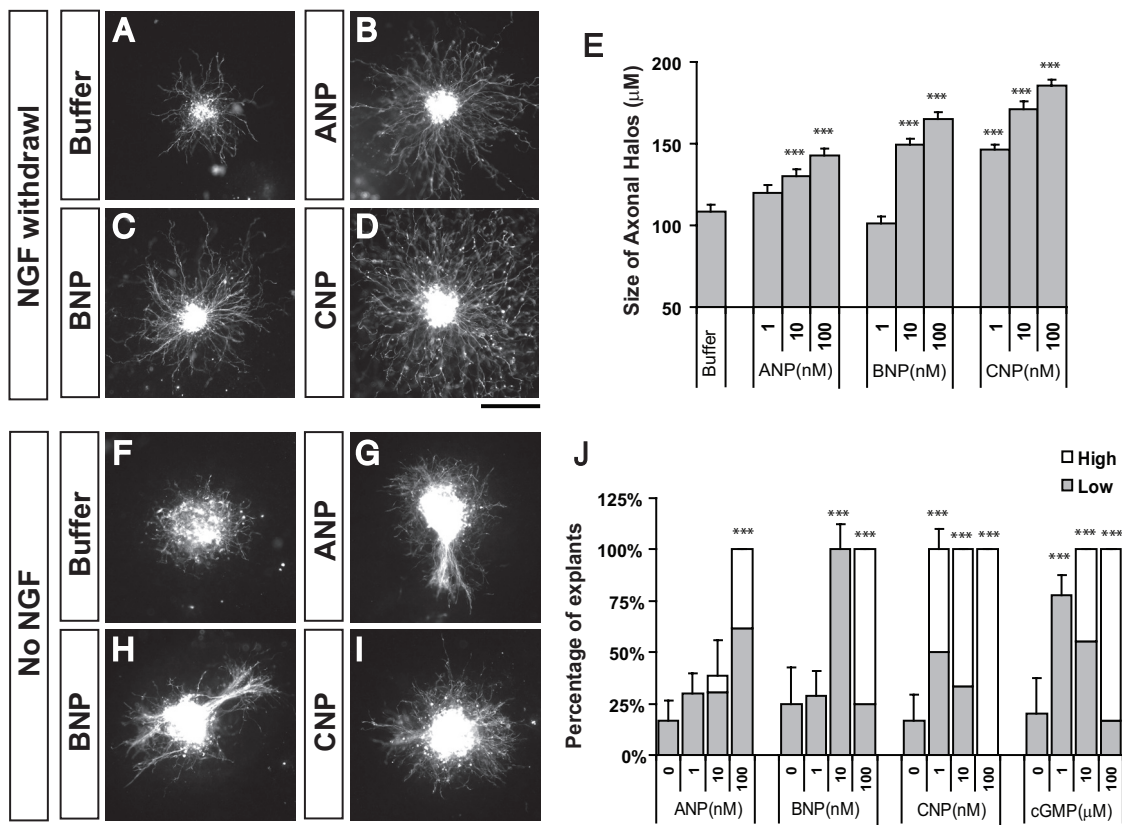 NGF withdrawl
Buffer
A
ANP
B
BNP
C
CNP
D
E
Size of Axonal Halos (µM)
200
150
100
50
***
***
***
***
***
***
***
Buffer
1
10
100
1
10
100
1
10
100
ANP(nM)
BNP(nM)
CNP(nM)
No NGF
Buffer
F
ANP
G
BNP
H
CNP
I
J
High
Low
Percentage of explants
125%
100%
75%
50%
25%
0%
***
***
***
***
***
***
***
***
***
0
1
10
100
0
1
10
100
0
1
10
100
0
1
10
100
ANP(nM)
BNP(nM)
CNP(nM)
cGMP(µM)